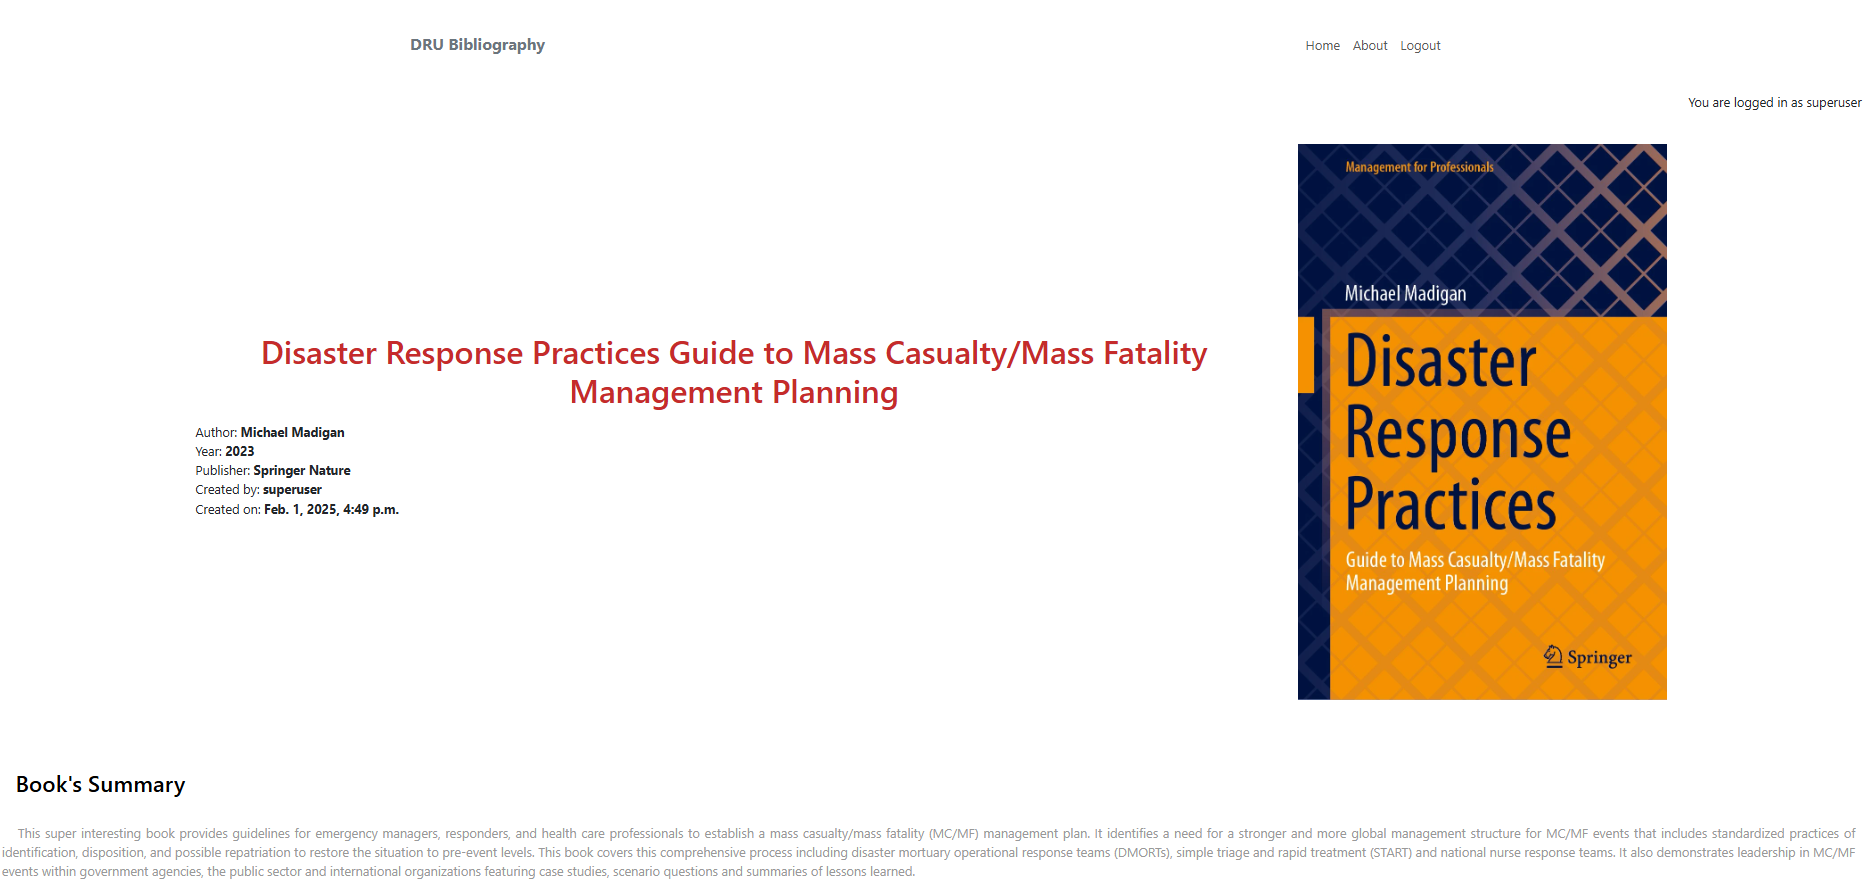 DRU Bibliography
Home About Logout
You are logged in as superuser
Management for Professionals
Michael Madigan
Disaster
Response
Practices
Guide to Mass Casualty/Mass Fatality
Management Planning
Springer
Disaster Response Practices Guide to Mass Casualty/Mass Fatality
Management Planning
Author: Michael Madigan
Year: 2023
Publisher: Springer Nature
Created by: superuser
Created on: Feb. 1, 2025, 4:49 p.m.
Book's Summary
This super interesting book provides guidelines for emergency managers, responders, and health care professionals to establish a mass casualty/mass fatality (MC/MF) management plan. It identifies a need for a stronger and more global management structure for MC/MF events that includes standardized practices of
identification, disposition, and possible repatriation to restore the situation to pre-event levels. This book covers this comprehensive process including disaster mortuary operational response teams (DMORTs), simple triage and rapid treatment (START) and national nurse response teams. It also demonstrates leadership in MC/MF
events within government agencies, the public sector and international organizations featuring case studies, scenario questions and summaries of lessons learned.